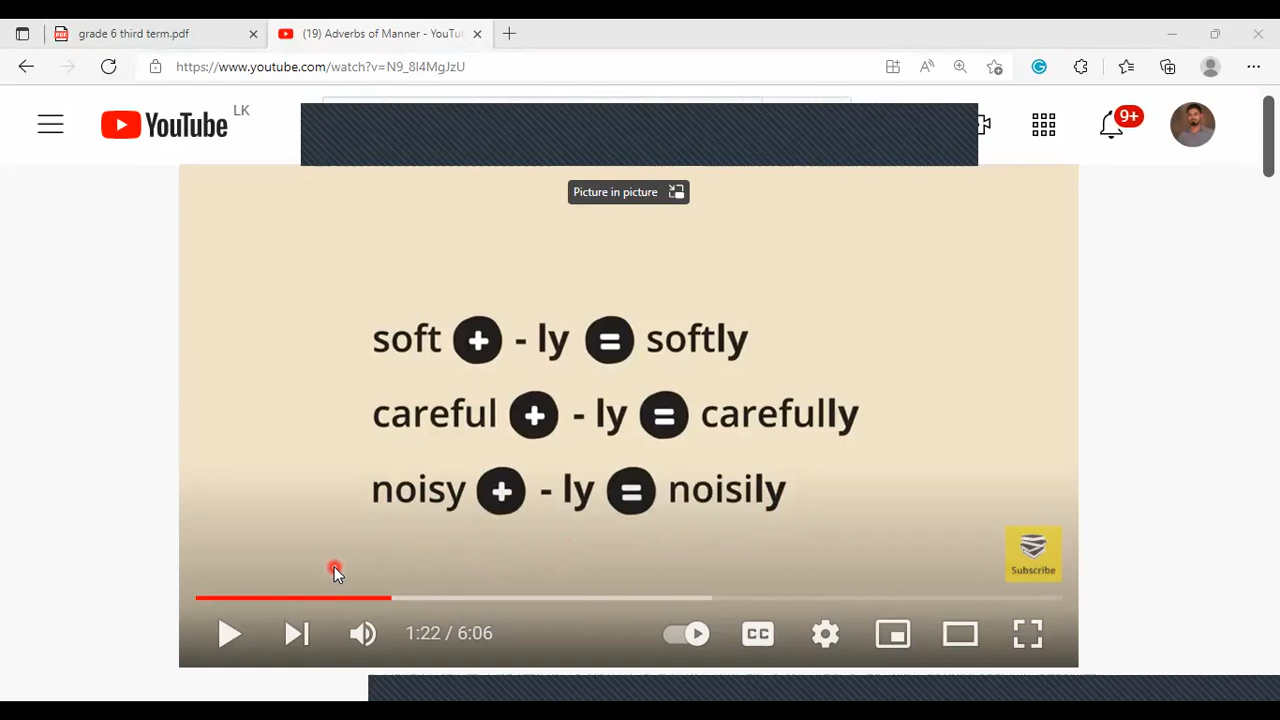 grade 6 third term.pdf
(19) Adverbs of Manner - YouTu
https://www.youtube.com/watch?v=N9_8I4MgJzU
YouTube LK
9+
Picture in picture
soft + - ly = softly
careful + - ly = carefully
noisy + - ly = noisily
Subscribe
1:22 / 6:06
CC